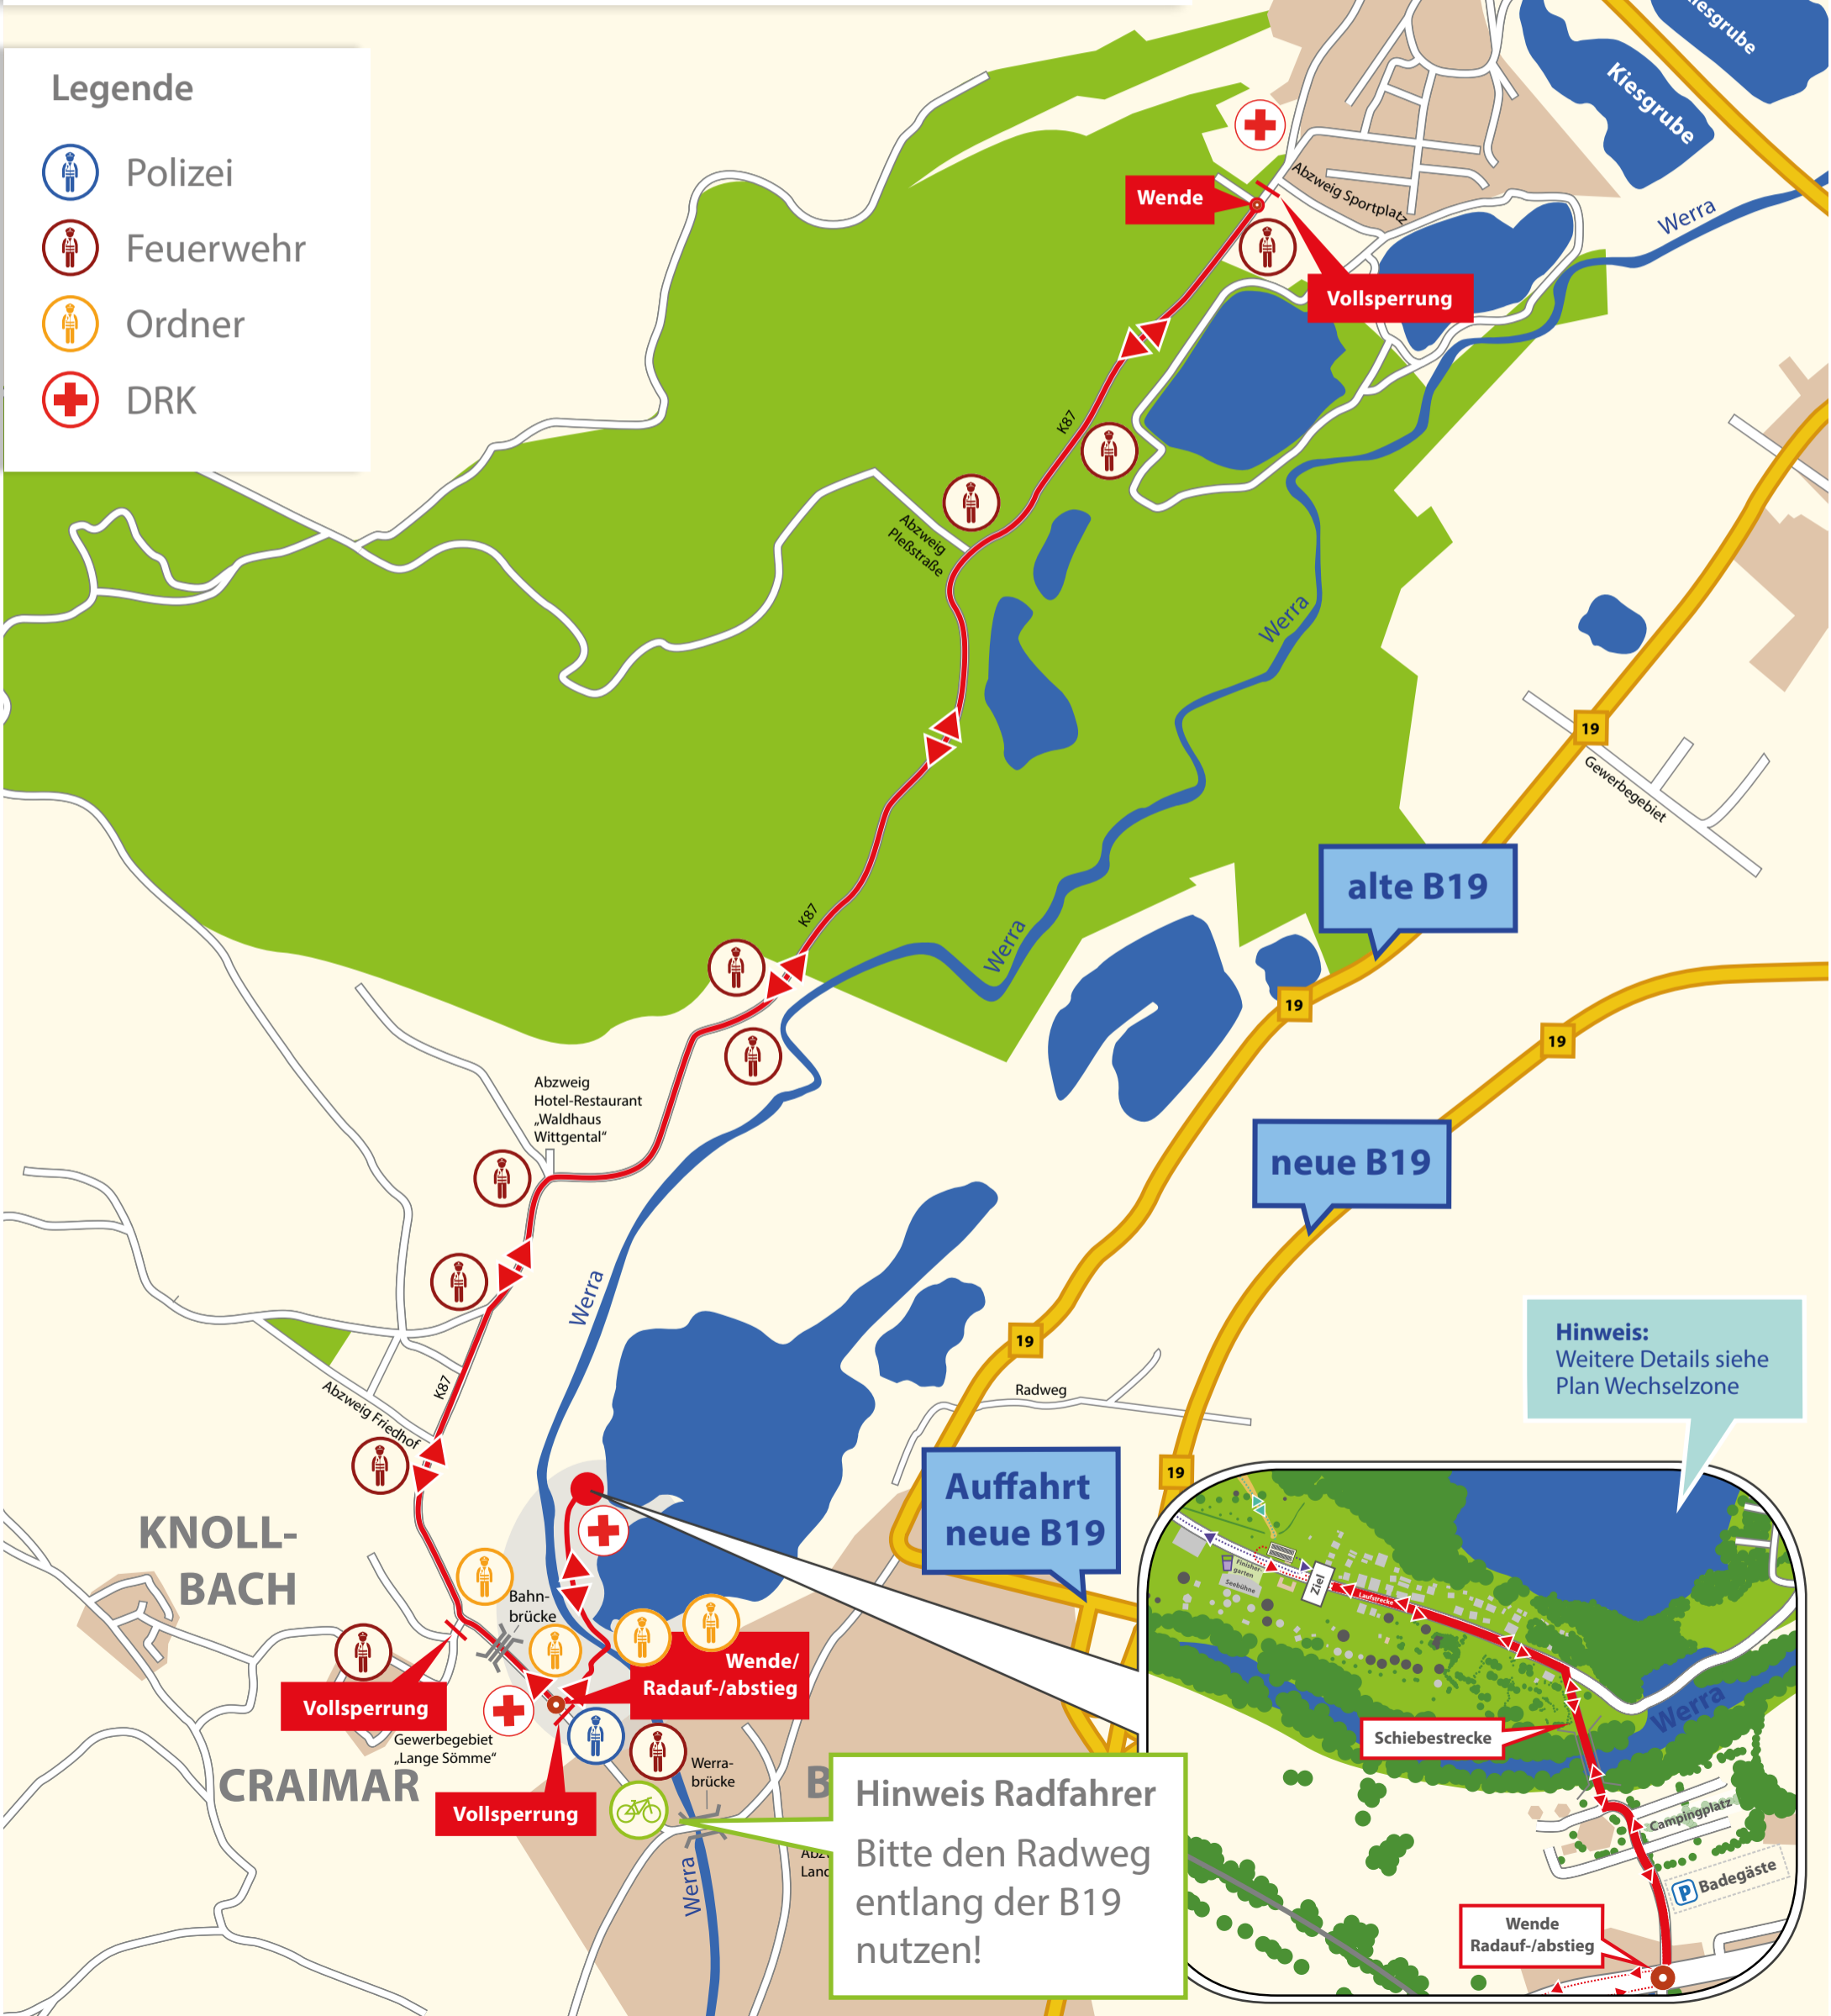 Legende
Polizei
Feuerwehr
Ordner
DRK
Kiesgrube
Wende
Abzweig Sportplatz
Werra
Vollsperrung
K87
Abzweig
Pleßstraße
Werra
19
Gewerbegebiet
alte B19
K87
Werra
19
19
Abzweig
Hotel-Restaurant
„Waldhaus
Wittgental“
neue B19
Werra
19
Hinweis:
Weitere Details siehe
Plan Wechselzone
Radweg
K87
Abzweig Friedhof
19
Auffahrt
neue B19
KNOLL-
BACH
Bahn-
brücke
Wende/
Radauf-/abstieg
Vollsperrung
Gewerbegebiet
„Lange Sömme“
CRAIMAR
Vollsperrung
Werra-
brücke
Werra
Hinweis Radfahrer
Bitte den Radweg
entlang der B19
nutzen!
Finisher-
garten
Seebühne
Ziel
Laufstrecke
Werra
Schiebestrecke
Campingplatz
P Badegäste
Wende
Radauf-/abstieg